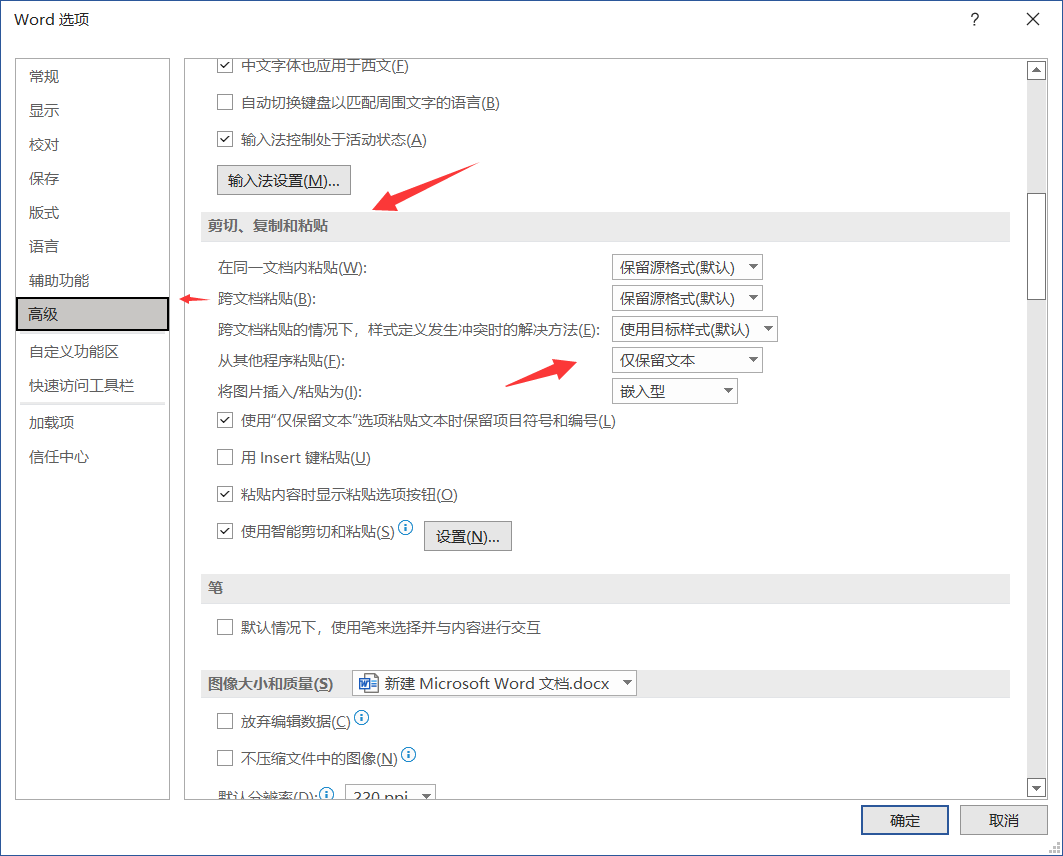 Word 选项
?
常规
显示
校对
保存
版式
语言
辅助功能
高级
自定义功能区
快速访问工具栏
加载项
信任中心
中文字体也应用于西文(F)
自动切换键盘以匹配周围文字的语言(B)
输入法控制处于活动状态(A)
输入法设置(M)...
剪切、复制和粘贴
在同一文档内粘贴(W): 保留源格式(默认)
跨文档粘贴(B): 保留源格式(默认)
跨文档粘贴的情况下，样式定义发生冲突时的解决方法(E): 使用目标样式(默认)
从其他程序粘贴(F): 仅保留文本
将图片插入/粘贴为(I): 嵌入型
使用“仅保留文本”选项粘贴文本时保留项目符号和编号(L)
用 Insert 键粘贴(U)
粘贴内容时显示粘贴选项按钮(O)
使用智能剪切和粘贴(S) 设置(N)...
笔
默认情况下，使用笔来选择并与内容进行交互
图像大小和质量(S) 新建 Microsoft Word 文档.docx
放弃编辑数据(C)
不压缩文件中的图像(N)
默认分辨率(D): 220 ppi
确定 取消